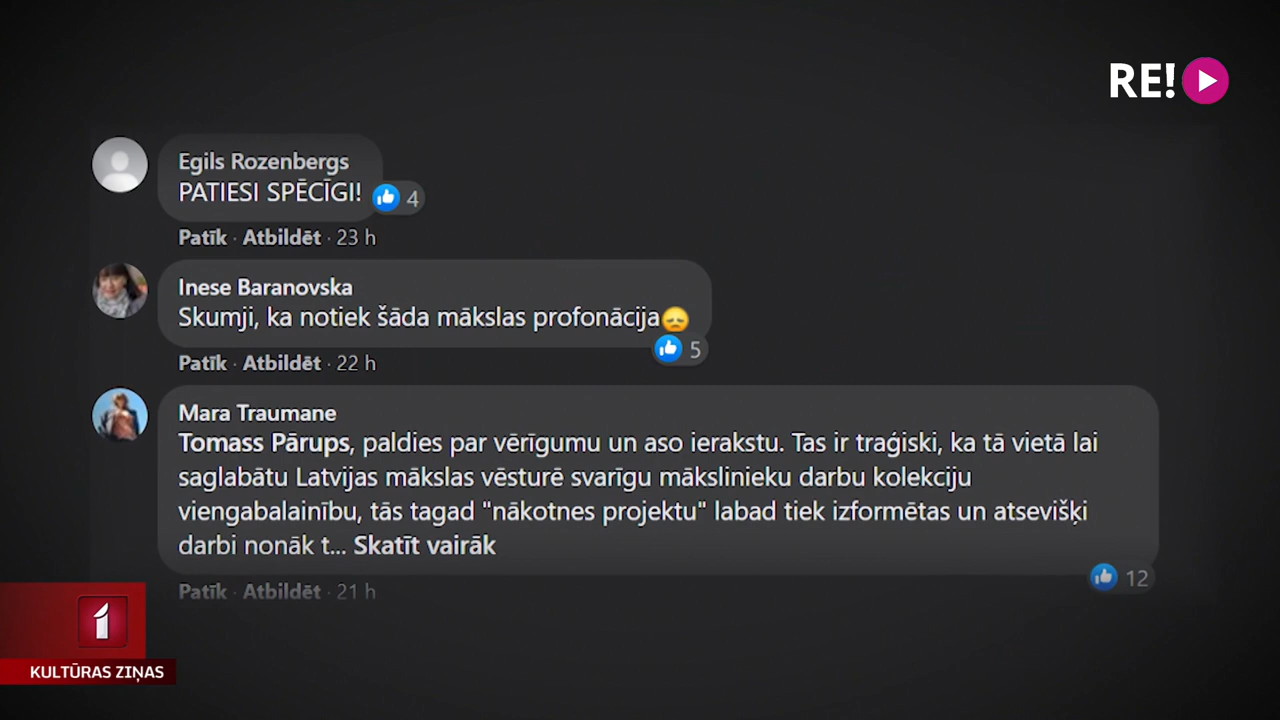 RE!
Egils Rozenbergs
PATIESI SPĒCĪGI!
4
Patīk · Atbildēt · 23 h
Inese Baranovska
Skumji, ka notiek šāda mākslas profonācija😞
5
Patīk · Atbildēt · 22 h
Mara Traumane
Tomass Pārups, paldies par vērīgumu un aso ierakstu. Tas ir traģiski, ka tā vietā lai
saglabātu Latvijas mākslas vēsturē svarīgu mākslinieku darbu kolekciju
viengabalainību, tās tagad "nākotnes projektu" labad tiek izformētas un atsevišķi
darbi nonāk t... Skatīt vairāk
12
Patīk · Atbildēt · 21 h
1
KULTŪRAS ZIŅAS